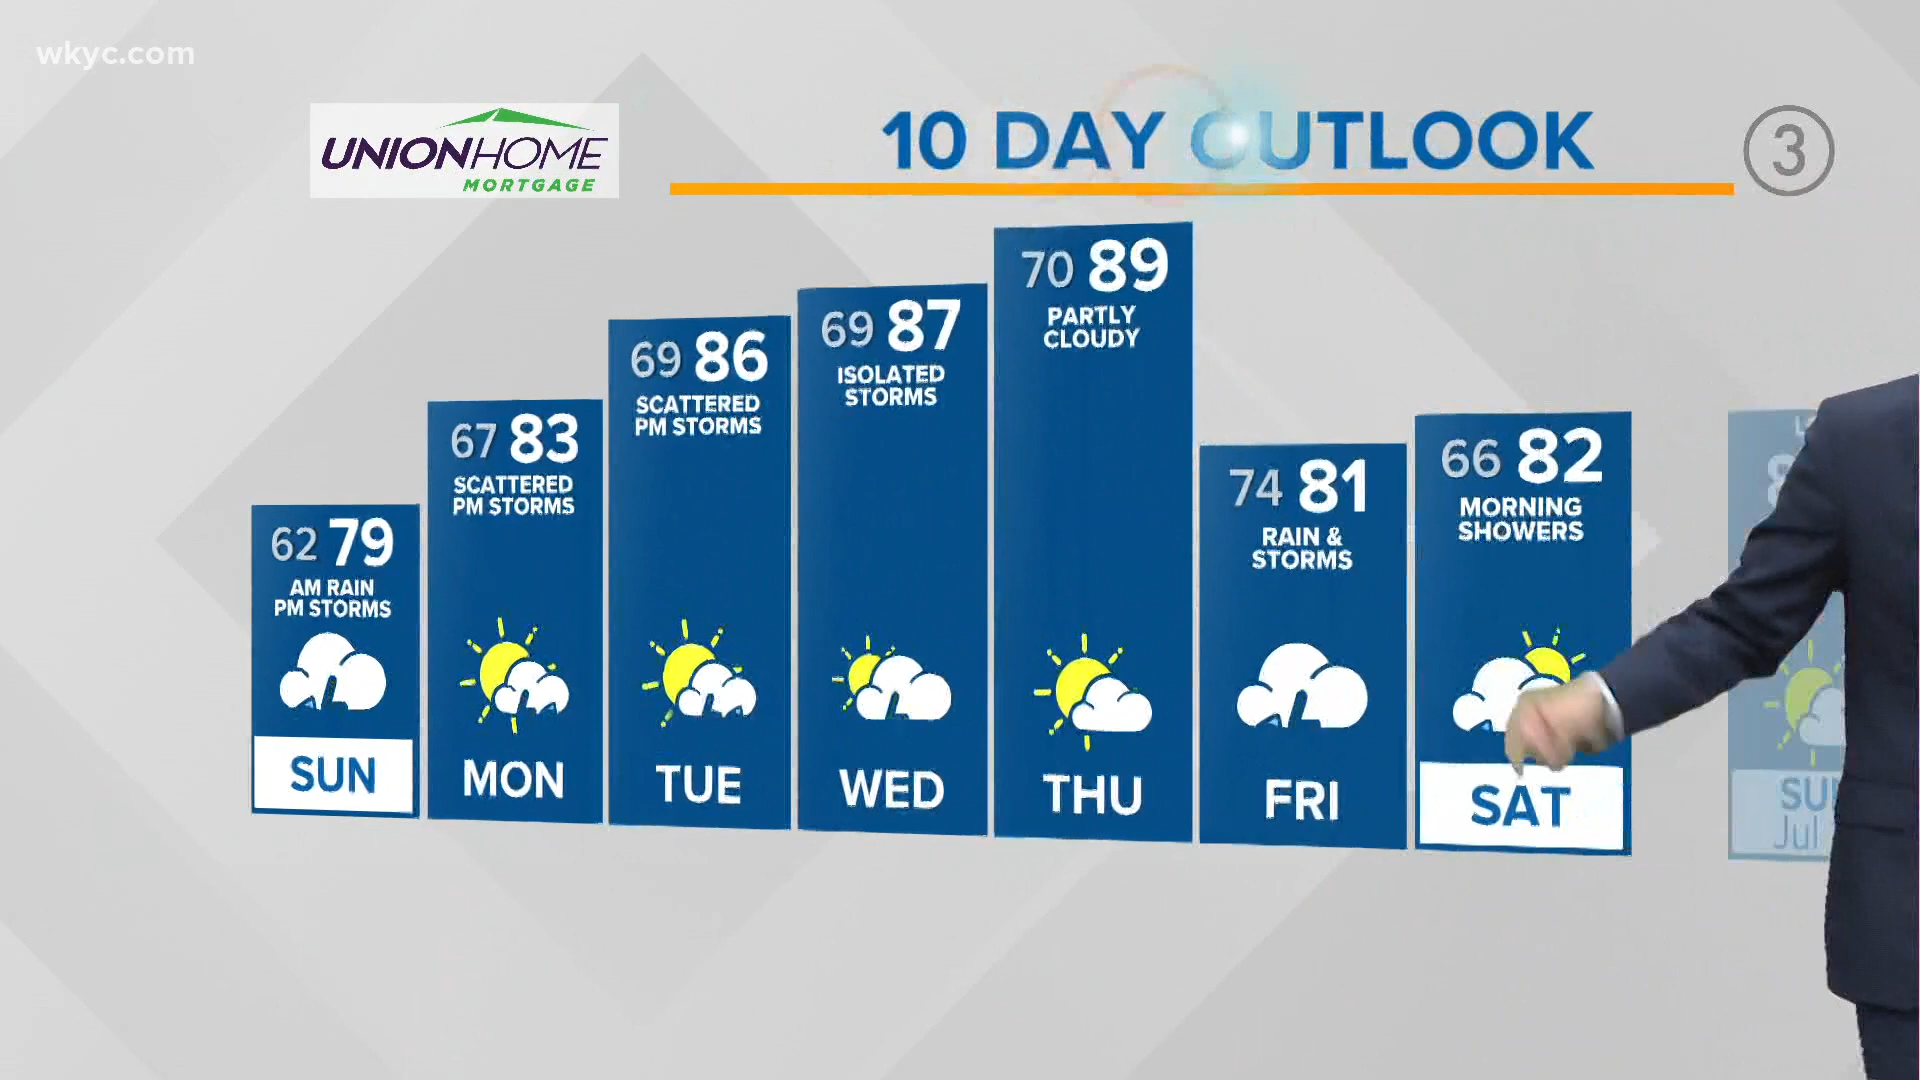 wkyc.com
UNIONHOME
MORTGAGE
10 DAY OUTLOOK
3
62 79
AM RAIN
PM STORMS
SUN
67 83
SCATTERED
PM STORMS
MON
69 86
SCATTERED
PM STORMS
TUE
69 87
ISOLATED
STORMS
WED
70 89
PARTLY
CLOUDY
THU
74 81
RAIN &
STORMS
FRI
66 82
MORNING
SHOWERS
SAT
Jul